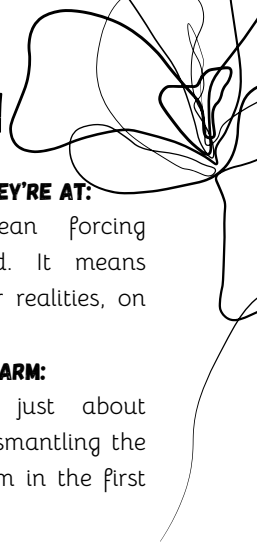 EY'RE AT:
ean forcing
d. It means
r realities, on
ARM:
just about
smantling the
m in the first